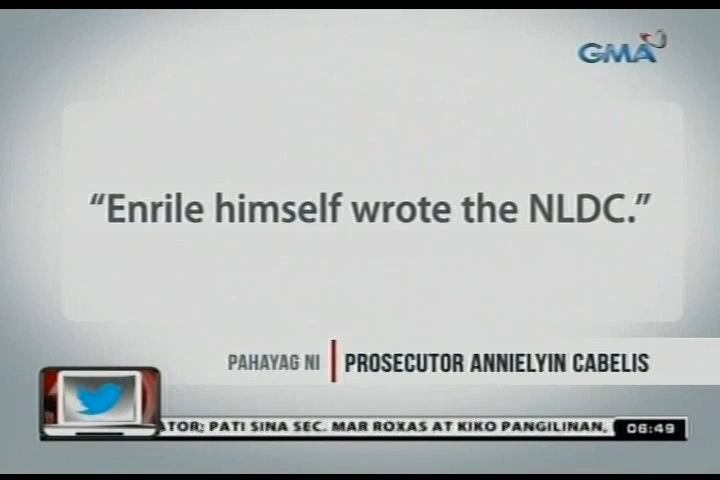 GMA
“Enrile himself wrote the NLDC.”
PAHAYAG NI
PROSECUTOR ANNIELYIN CABELIS
ATOR; PATI SINA SEC. MAR ROXAS AT KIKO PANGILINAN,
06:49